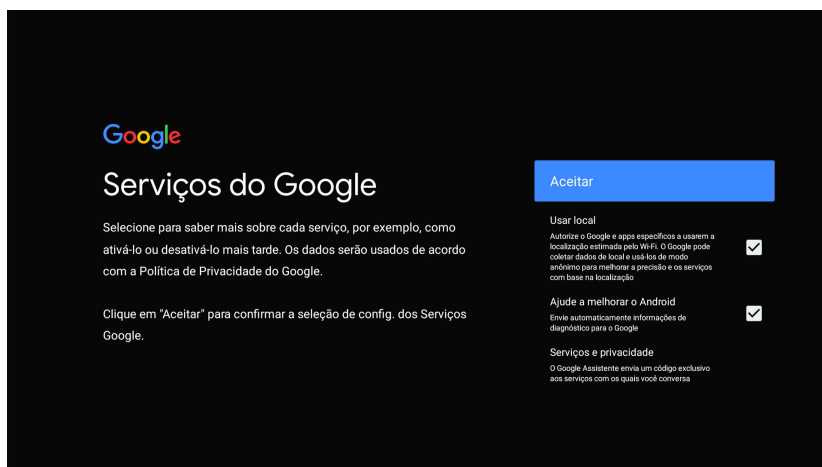 Google
Serviços do Google
Selecione para saber mais sobre cada serviço, por exemplo, como
ativá-lo ou desativá-lo mais tarde. Os dados serão usados de acordo
com a Política de Privacidade do Google.
Clique em "Aceitar" para confirmar a seleção de config. dos Serviços
Google.
Aceitar
Usar local
Autorize o Google e apps específicos a usarem a
localização estimada pelo Wi-Fi. O Google pode
coletar dados de local e usá-los de modo
anônimo para melhorar a precisão e os serviços
com base na localização
Ajude a melhorar o Android
Envie automaticamente informações de
diagnóstico para o Google
Serviços e privacidade
O Google Assistente envia um código exclusivo
aos serviços com os quais você conversa